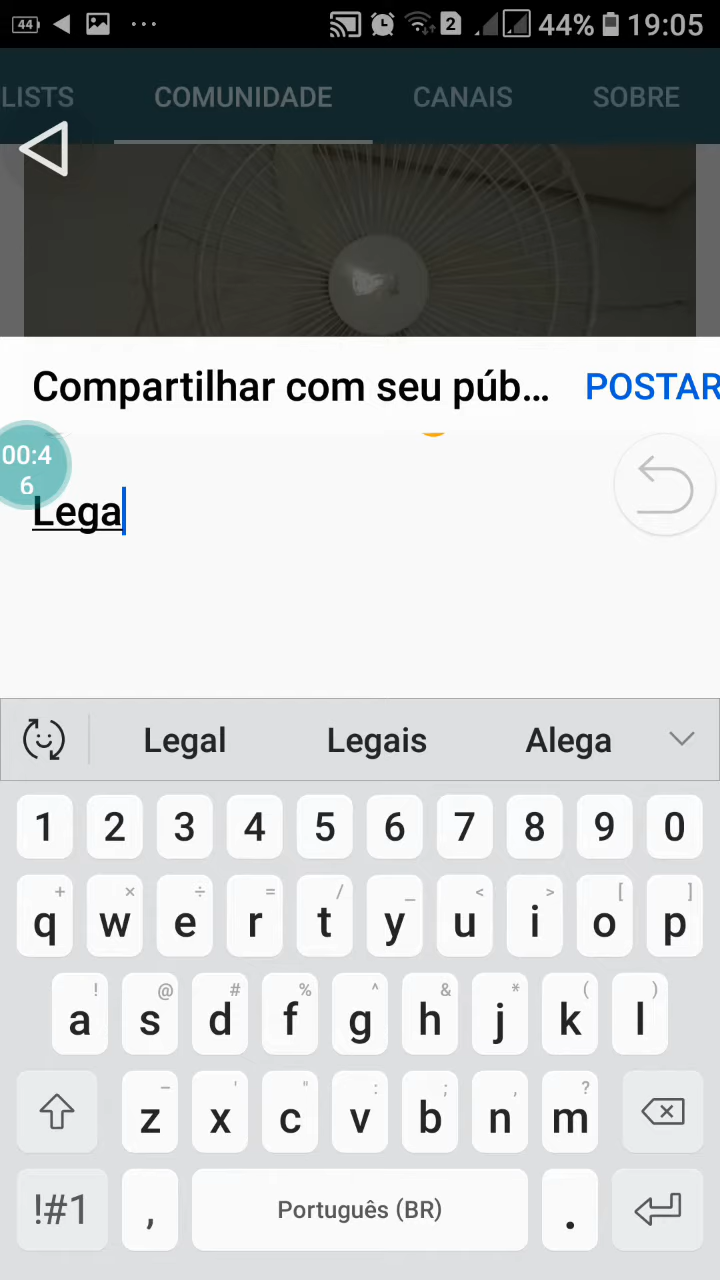 44 2 44% 19:05
LISTS COMUNIDADE CANAIS SOBRE
Compartilhar com seu púb... POSTAR
00:4
6
Lega
Legal Legais Alega
1 2 3 4 5 6 7 8 9 0
+ × ÷ = / _ < > [ ]
q w e r t y u i o p
! @ # % ^ & * ( )
a s d f g h j k l
- ' " : ; , ?
z x c v b n m
!#1 , Português (BR) .